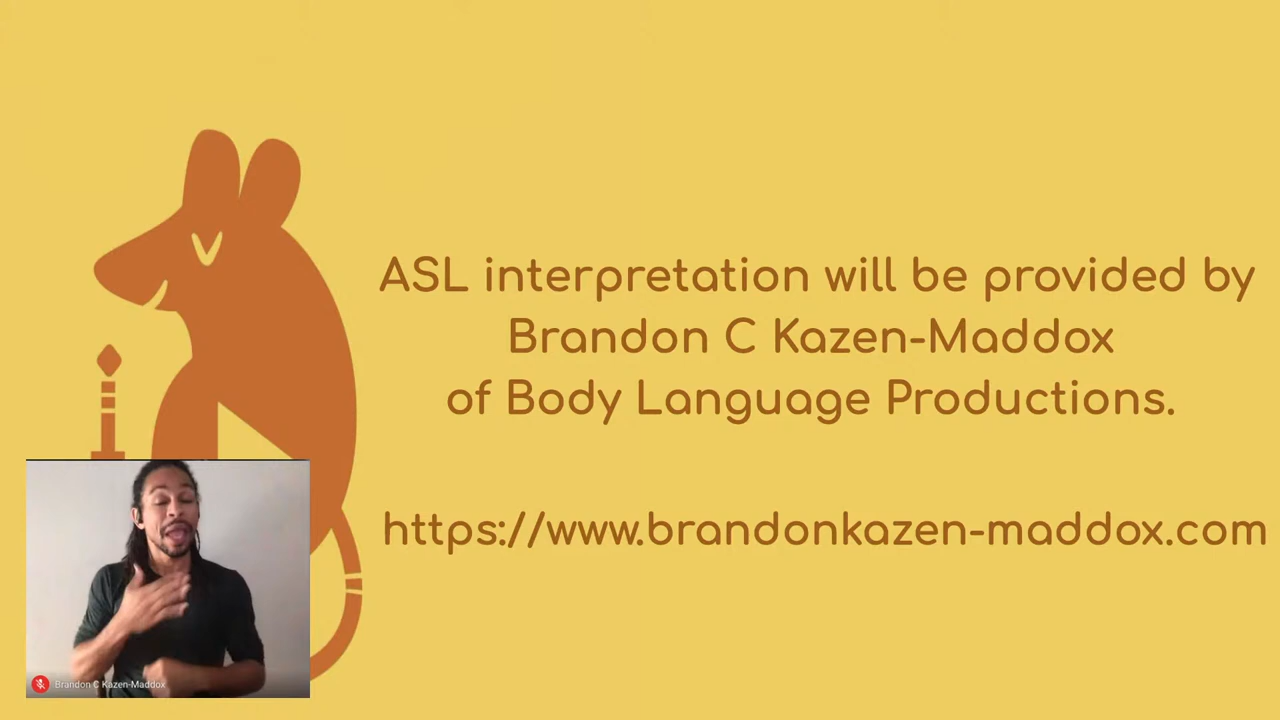 ASL interpretation will be provided by
Brandon C Kazen-Maddox
of Body Language Productions.
https://www.brandonkazen-maddox.com
Brandon C Kazen-Maddox